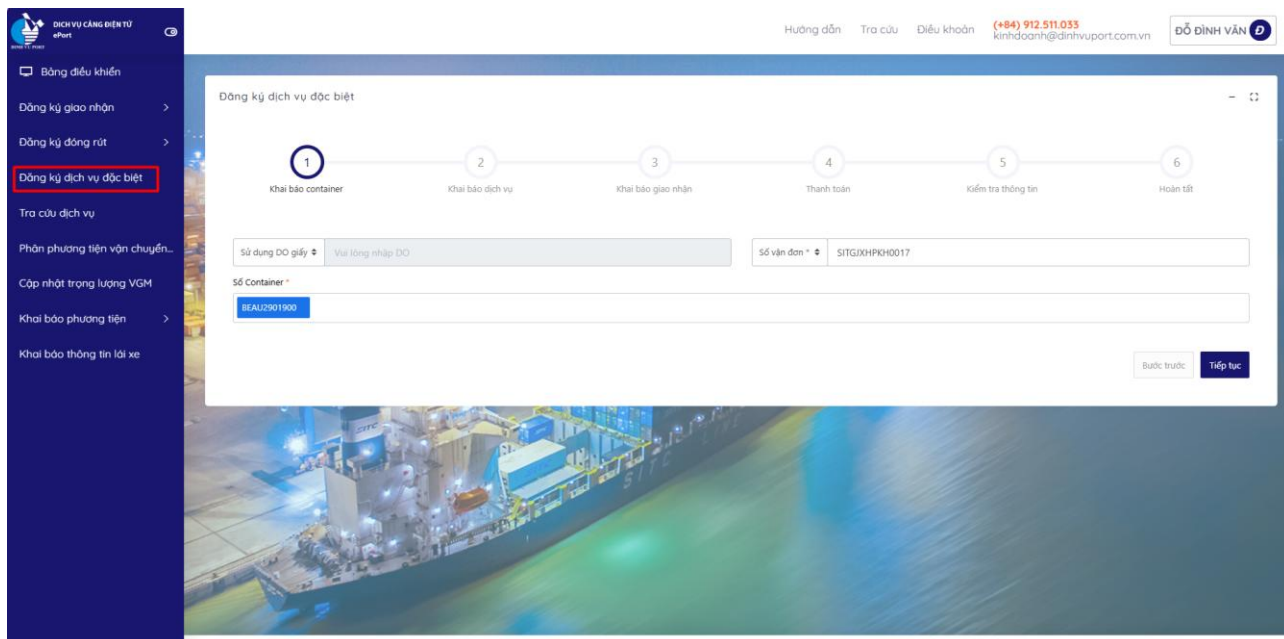 DỊCH VỤ CẢNG ĐIỆN TỬ
ePort
DINH VU PORT
Hướng dẫn
Tra cứu
Điều khoản
(+84) 912.511.033
kinhdoanh@dinhvuport.com.vn
ĐỖ ĐÌNH VĂN Đ
Bảng điều khiển
Đăng ký giao nhận
Đăng ký đóng rút
Đăng ký dịch vụ đặc biệt
Tra cứu dịch vụ
Phân phương tiện vận chuyển...
Cập nhật trọng lượng VGM
Khai báo phương tiện
Khai báo thông tin lái xe
Đăng ký dịch vụ đặc biệt
1
Khai báo container
2
Khai báo dịch vụ
3
Khai báo giao nhận
4
Thanh toán
5
Kiểm tra thông tin
6
Hoàn tất
Sử dụng DO giấy
Vui lòng nhập DO
Số vận đơn *
SITGJXHPKH0017
Số Container *
BEAU2901900
Bước trước
Tiếp tục
SITC
SITC